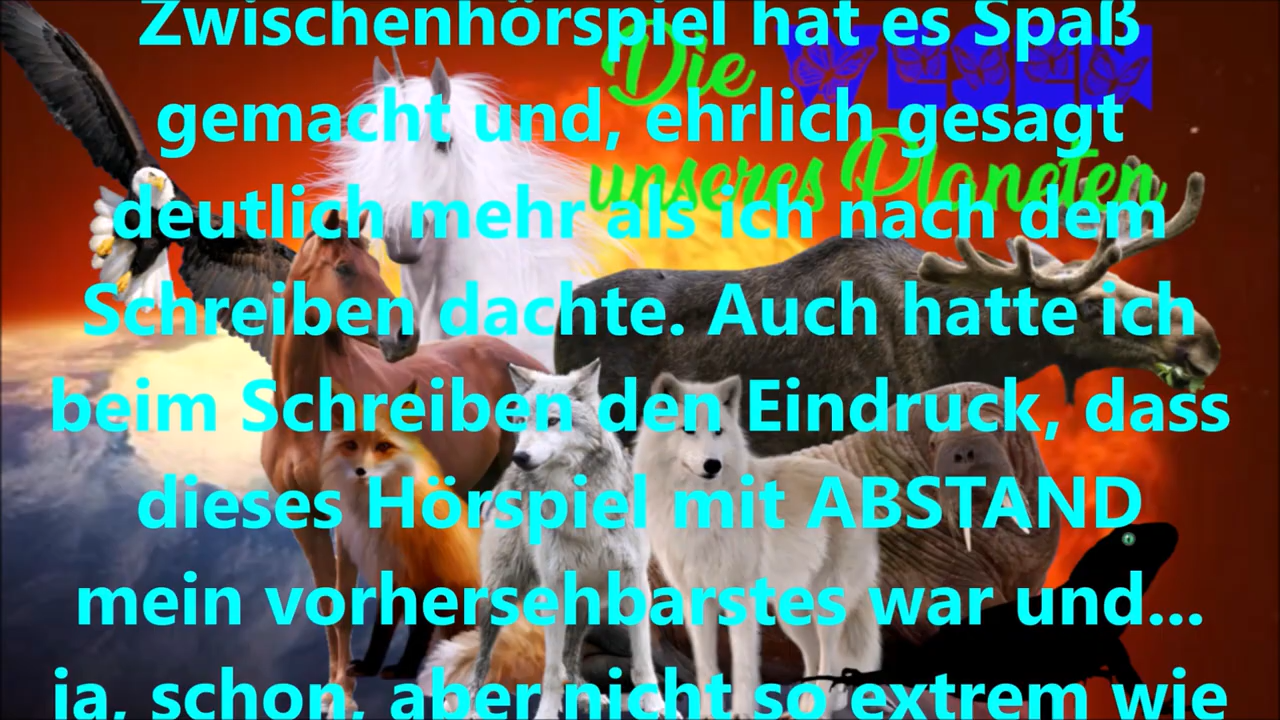 Zwischenhörspiel hat es Spaß
Die WESEN
gemacht und, ehrlich gesagt
unseres Planeten
deutlich mehr als ich nach dem
Schreiben dachte. Auch hatte ich
beim Schreiben den Eindruck, dass
dieses Hörspiel mit ABSTAND
mein vorhersehbarstes war und...
ja, schon, aber nicht so extrem wie